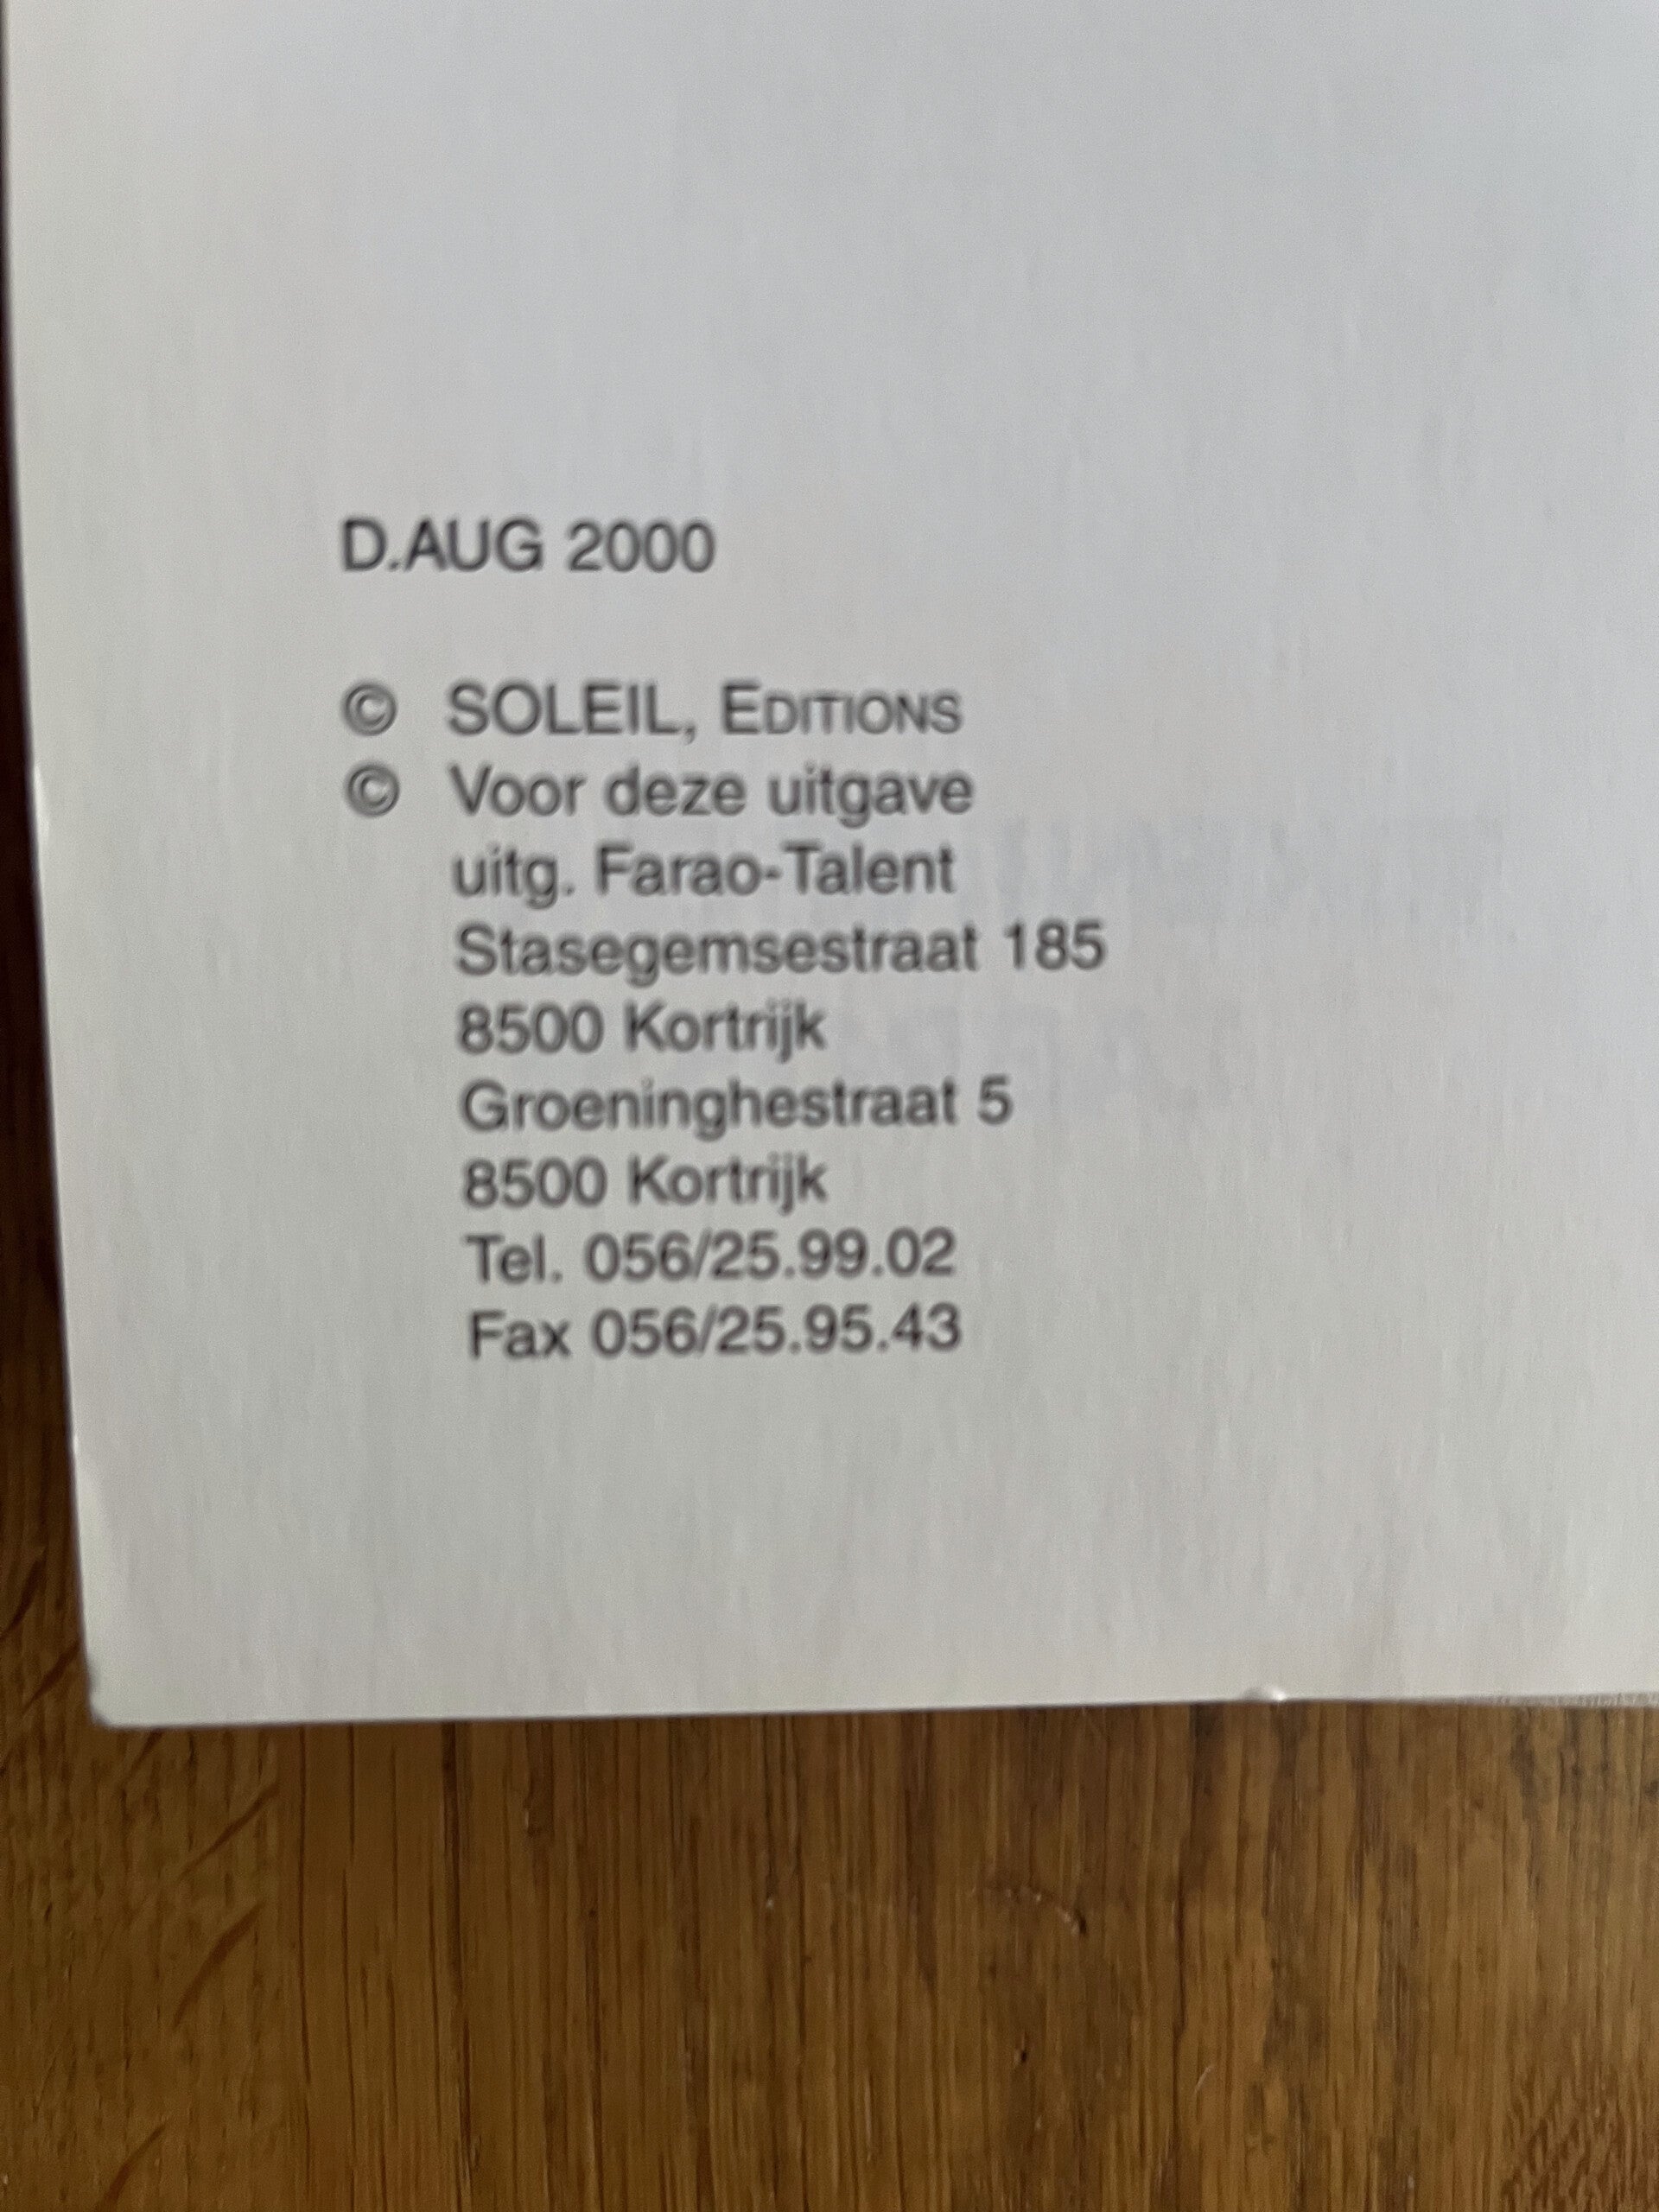 D.AUG 2000
© SOLEIL, EDITIONS
© Voor deze uitgave
uitg. Farao-Talent
Stasegemsestraat 185
8500 Kortrijk
Groeninghestraat 5
8500 Kortrijk
Tel. 056/25.99.02
Fax 056/25.95.43